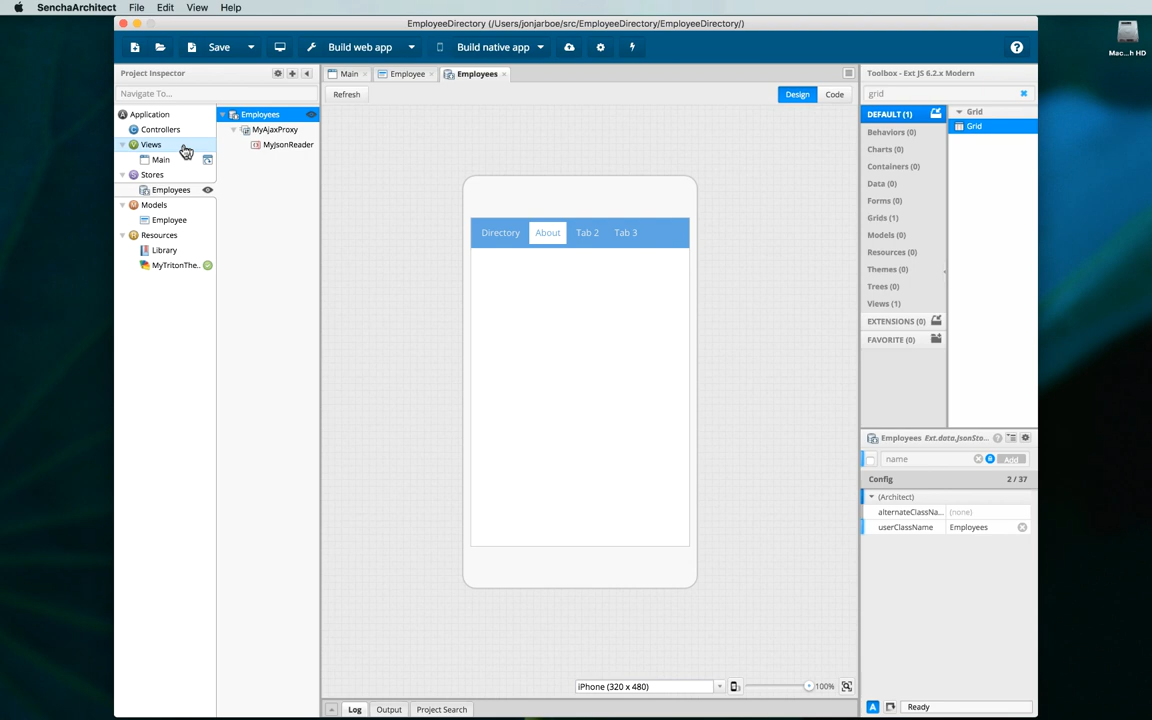 SenchaArchitect File Edit View Help
EmployeeDirectory (/Users/jonjarboe/src/EmployeeDirectory/EmployeeDirectory/)
Save Build web app Build native app
Mac...h HD
Project Inspector
Navigate To...
Application
Controllers
Views
Main
Stores
Employees
Models
Employee
Resources
Library
MyTritonThe..
Employees
MyAjaxProxy
MyJsonReader
Main Employee Employees
Refresh
Design Code
Directory About Tab 2 Tab 3
iPhone (320 x 480)
100%
Log Output Project Search
Toolbox - Ext JS 6.2.x Modern
grid
DEFAULT (1)
Behaviors (0)
Charts (0)
Containers (0)
Data (0)
Forms (0)
Grids (1)
Models (0)
Resources (0)
Themes (0)
Trees (0)
Views (1)
EXTENSIONS (0)
FAVORITE (0)
Grid
Grid
Employees Ext.data.JsonSto...
name Add
Config 2 / 37
(Architect)
alternateClassNa... (none)
userClassName Employees
Ready